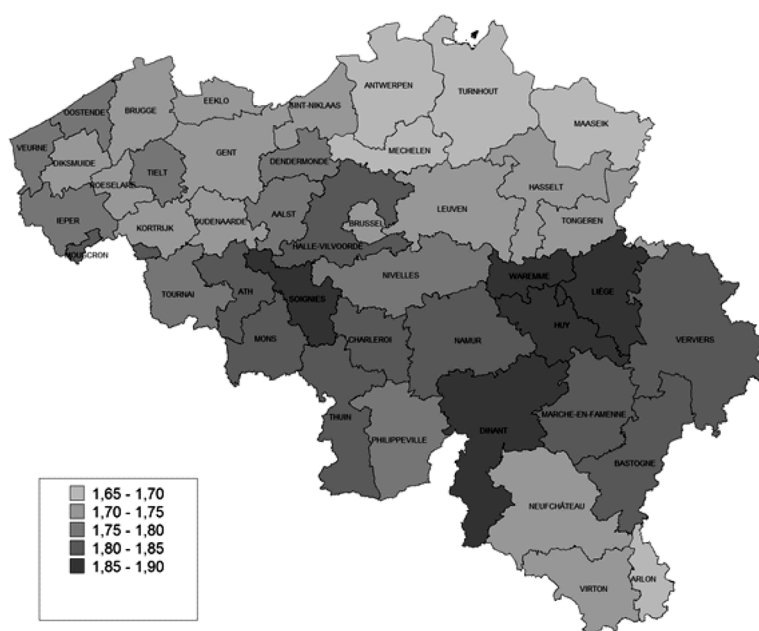 ANTWERPEN
TURNHOUT
EEKLO
SINT-NIKLAAS
OOSTENDE
BRUGGE
MAASEIK
VEURNE
MECHELEN
GENT
DIKSMUIDE
DENDERMONDE
TIELT
ROESELARE
HASSELT
LEUVEN
AALST
IEPER
OUDENAARDE
BRUSSEL
TONGEREN
KORTRIJK
HALLE-VILVOORDE
MOUSCRON
NIVELLES
WAREMME
LIÈGE
TOURNAI
ATH
SOIGNIES
HUY
MONS
CHARLEROI
NAMUR
VERVIERS
THUIN
MARCHE-EN-FAMENNE
DINANT
PHILIPPEVILLE
BASTOGNE
NEUFCHÂTEAU
ARLON
VIRTON
1,65 - 1,70
1,70 - 1,75
1,75 - 1,80
1,80 - 1,85
1,85 - 1,90